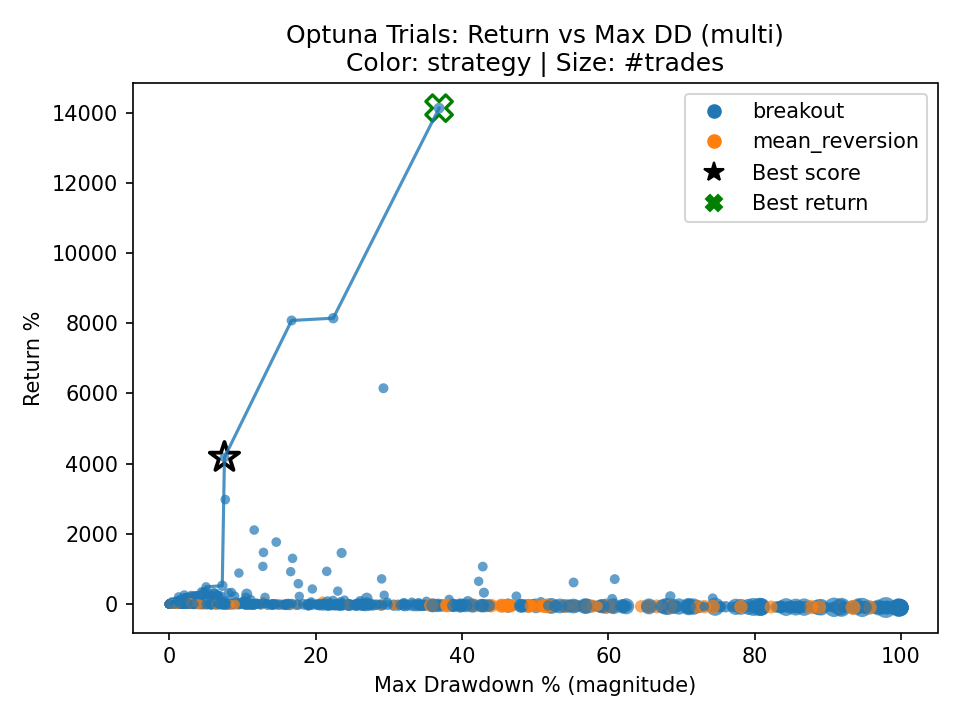 Optuna Trials: Return vs Max DD (multi)
Color: strategy | Size: #trades
breakout
mean_reversion
Best score
Best return
Return %
14000
12000
10000
8000
6000
4000
2000
0
0 20 40 60 80 100
Max Drawdown % (magnitude)